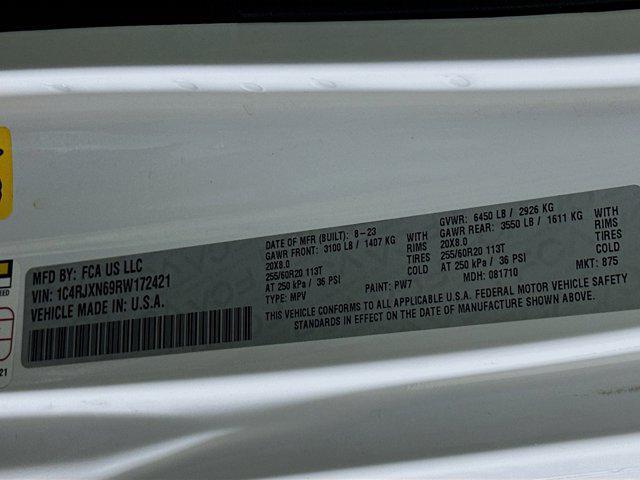 MFD BY: FCA US LLC
VIN: 1C4RJXN69RW172421
VEHICLE MADE IN: U.S.A.
DATE OF MFR (BUILT): 8-23
GAWR FRONT: 3100 LB / 1407 KG WITH
20X8.0 RIMS
255/60R20 113T
AT 250 kPa / 36 PSI COLD
TYPE: MPV PAINT: PW7
GVWR: 6450 LB / 2926 KG
GAWR REAR: 3550 LB / 1611 KG WITH
20X8.0 RIMS
255/60R20 113T
AT 250 kPa / 36 PSI COLD
MDH: 081710 MKT: 875
THIS VEHICLE CONFORMS TO ALL APPLICABLE U.S.A. FEDERAL MOTOR VEHICLE SAFETY
STANDARDS IN EFFECT ON THE DATE OF MANUFACTURE SHOWN ABOVE.
21